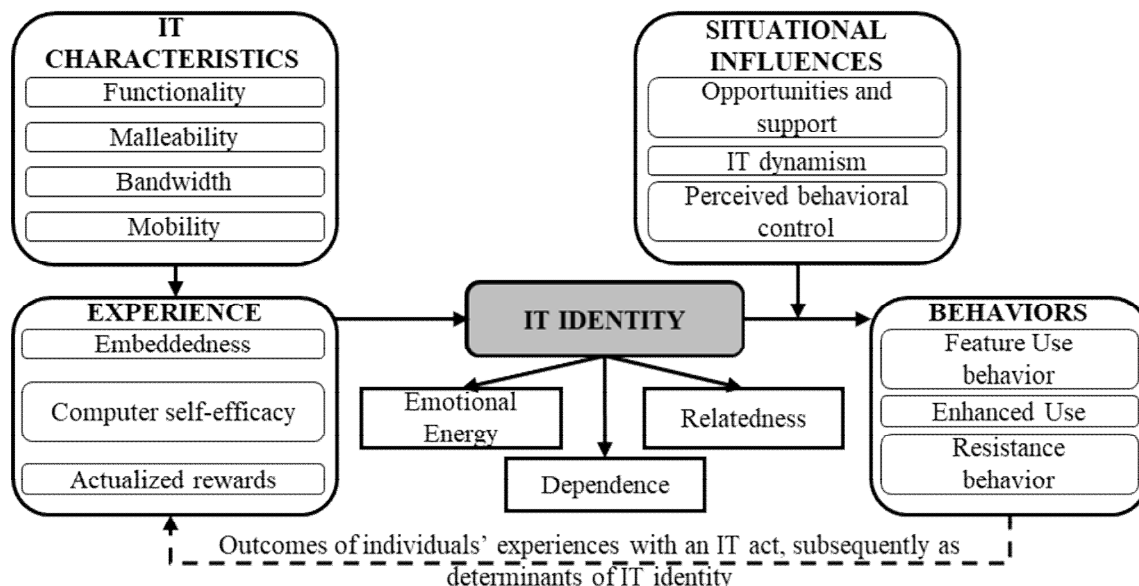 IT
CHARACTERISTICS
Functionality
Malleability
Bandwidth
Mobility
SITUATIONAL
INFLUENCES
Opportunities and
support
IT dynamism
Perceived behavioral
control
EXPERIENCE
Embeddedness
Computer self-efficacy
Actualized rewards
IT IDENTITY
Emotional
Energy
Dependence
Relatedness
BEHAVIORS
Feature Use
behavior
Enhanced Use
Resistance
behavior
Outcomes of individuals’ experiences with an IT act, subsequently as
determinants of IT identity